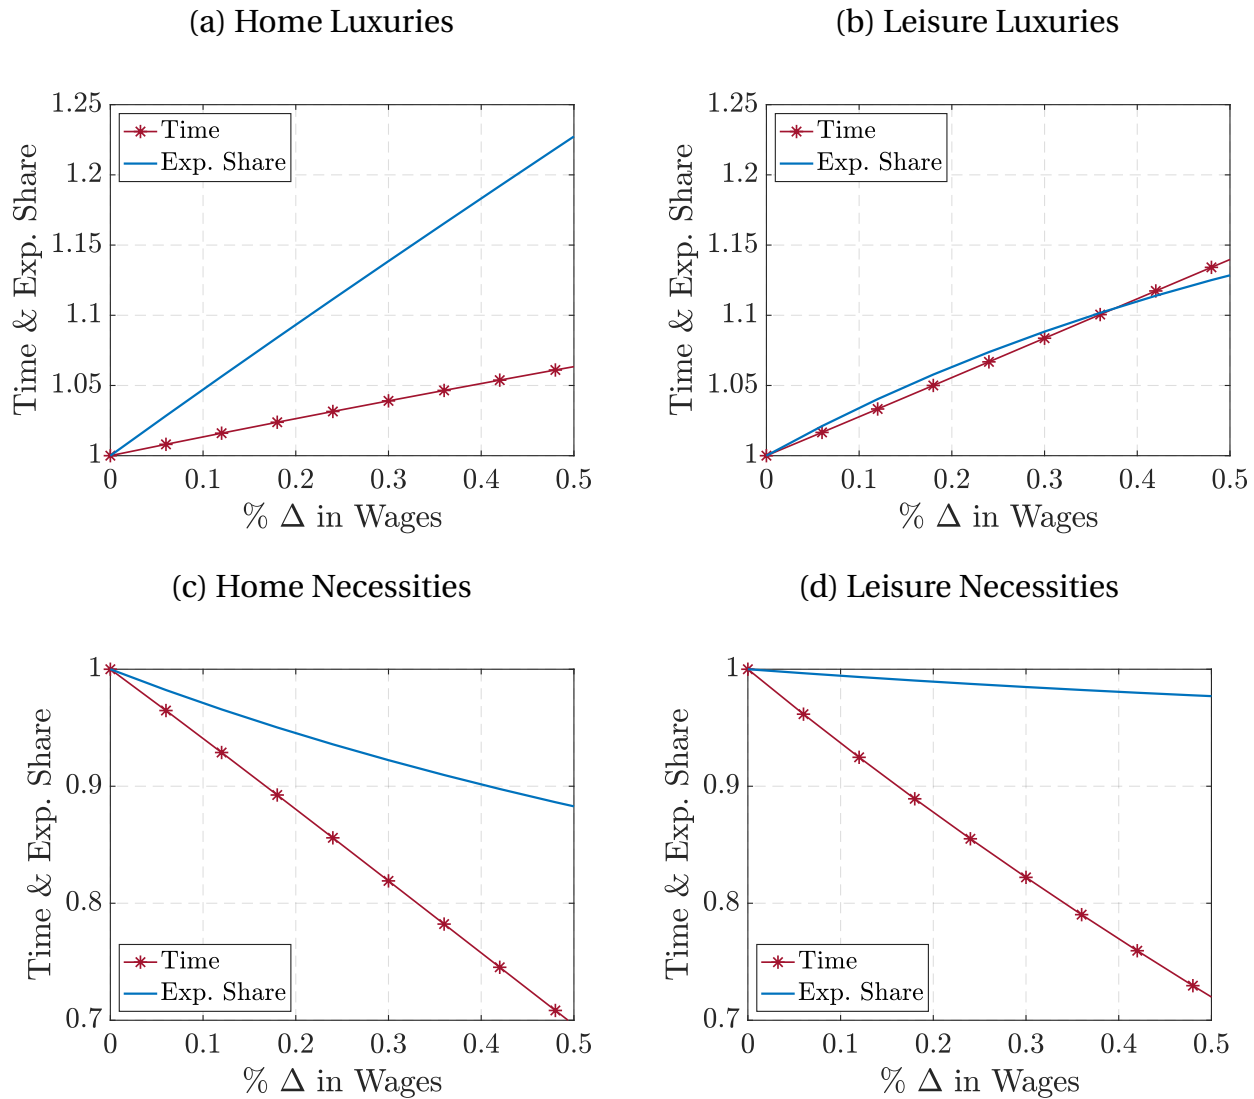 (a) Home Luxuries
Time & Exp. Share
1.25
1.2
1.15
1.1
1.05
1
Time
Exp. Share
0 0.1 0.2 0.3 0.4 0.5
% Δ in Wages
(b) Leisure Luxuries
Time & Exp. Share
1.25
1.2
1.15
1.1
1.05
1
Time
Exp. Share
0 0.1 0.2 0.3 0.4 0.5
% Δ in Wages
(c) Home Necessities
Time & Exp. Share
1
0.9
0.8
0.7
Time
Exp. Share
0 0.1 0.2 0.3 0.4 0.5
% Δ in Wages
(d) Leisure Necessities
Time & Exp. Share
1
0.9
0.8
0.7
Time
Exp. Share
0 0.1 0.2 0.3 0.4 0.5
% Δ in Wages